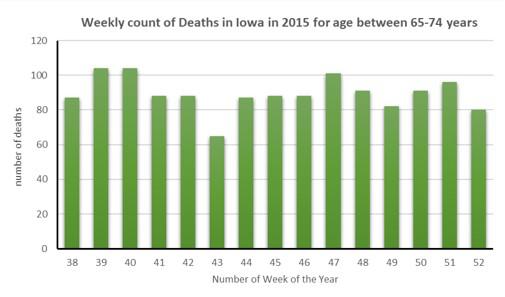 Weekly count of Deaths in Iowa in 2015 for age between 65-74 years
120
100
80
60
40
20
0
number of deaths
38 39 40 41 42 43 44 45 46 47 48 49 50 51 52
Number of Week of the Year